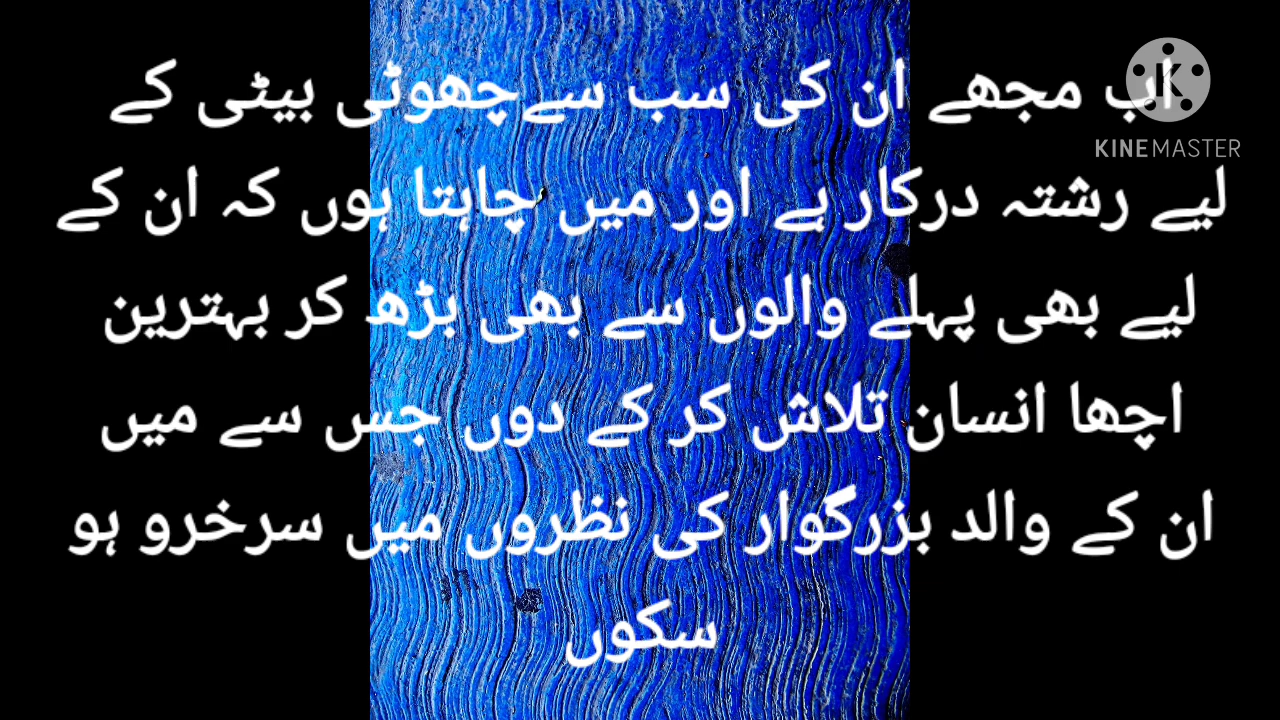 اب مجھے ان کی سب سےچھوٹی بیٹی کے
لیے رشتہ درکار ہے اور میں چاہتا ہوں کہ ان کے
لیے بھی پہلے والوں سے بھی بڑھ کر بہترین
اچھا انسان تلاش کر کے دوں جس سے میں
ان کے والد بزرگوار کی نظروں میں سرخرو ہو
سکوں
K
KINEMASTER